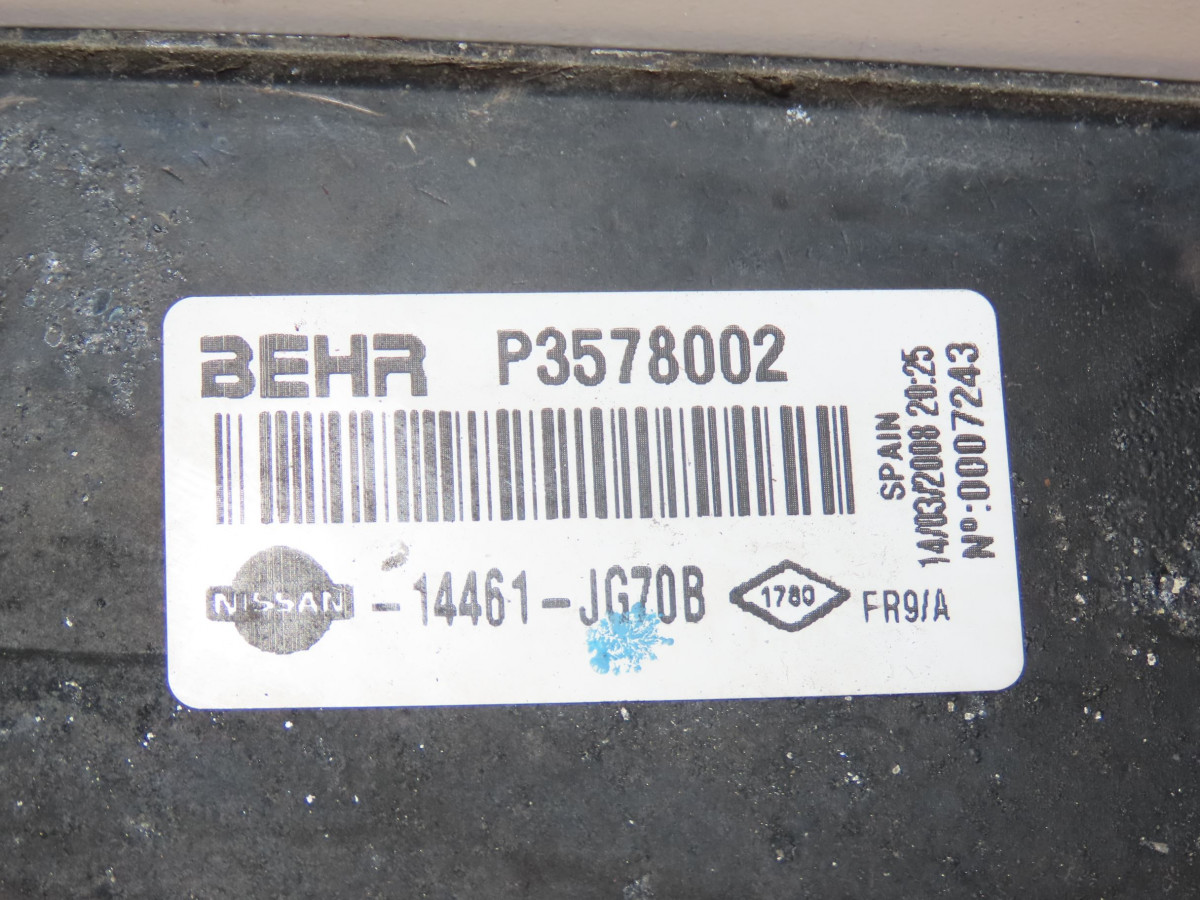 BEHR P3578002
NISSAN -14461-JG70B 1780 FR9/A
SPAIN
14/03/2008 20:25
Nº:0007243